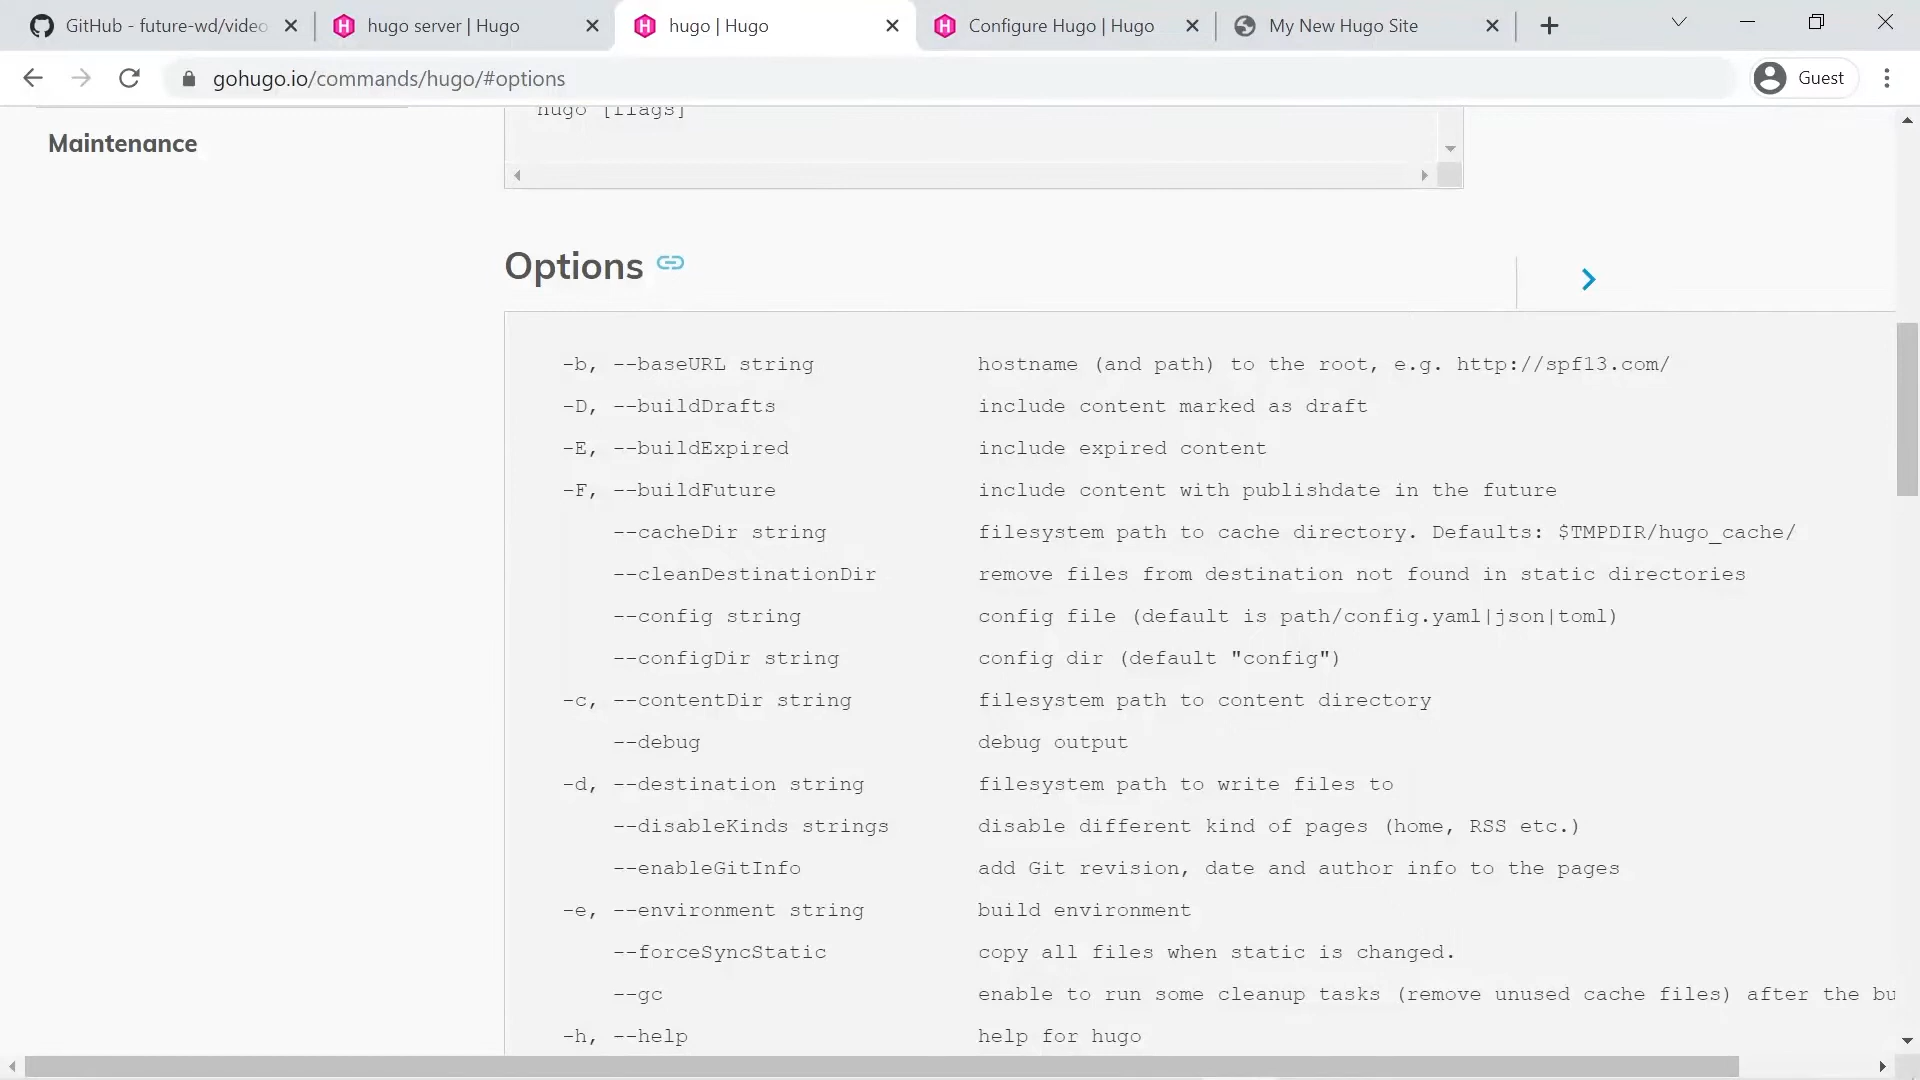 GitHub - future-wd/video
hugo server | Hugo
hugo | Hugo
Configure Hugo | Hugo
My New Hugo Site
gohugo.io/commands/hugo/#options
Guest
hugo [flags]
Maintenance
Options
-b, --baseURL string hostname (and path) to the root, e.g. http://spf13.com/
-D, --buildDrafts include content marked as draft
-E, --buildExpired include expired content
-F, --buildFuture include content with publishdate in the future
--cacheDir string filesystem path to cache directory. Defaults: $TMPDIR/hugo_cache/
--cleanDestinationDir remove files from destination not found in static directories
--config string config file (default is path/config.yaml|json|toml)
--configDir string config dir (default "config")
-c, --contentDir string filesystem path to content directory
--debug debug output
-d, --destination string filesystem path to write files to
--disableKinds strings disable different kind of pages (home, RSS etc.)
--enableGitInfo add Git revision, date and author info to the pages
-e, --environment string build environment
--forceSyncStatic copy all files when static is changed.
--gc enable to run some cleanup tasks (remove unused cache files) after the bu
-h, --help help for hugo